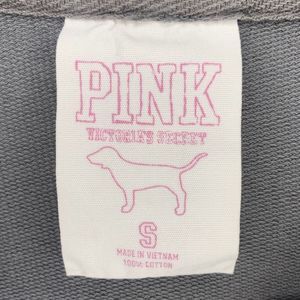 PINK
VICTORIA'S SECRET
S
MADE IN VIETNAM
100% COTTON